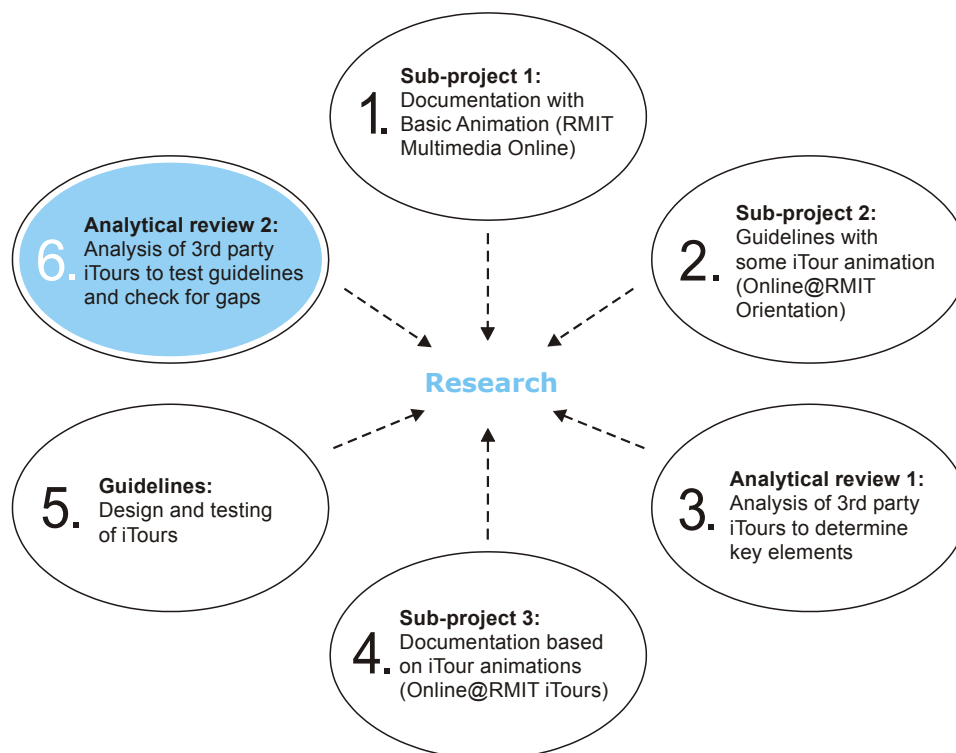 1.
Sub-project 1:
Documentation with
Basic Animation (RMIT
Multimedia Online)
2.
Sub-project 2:
Guidelines with
some iTour animation
(Online@RMIT
Orientation)
3.
Analytical review 1:
Analysis of 3rd party
iTours to determine
key elements
4.
Sub-project 3:
Documentation based
on iTour animations
(Online@RMIT iTours)
5.
Guidelines:
Design and testing
of iTours
6.
Analytical review 2:
Analysis of 3rd party
iTours to test guidelines
and check for gaps
Research